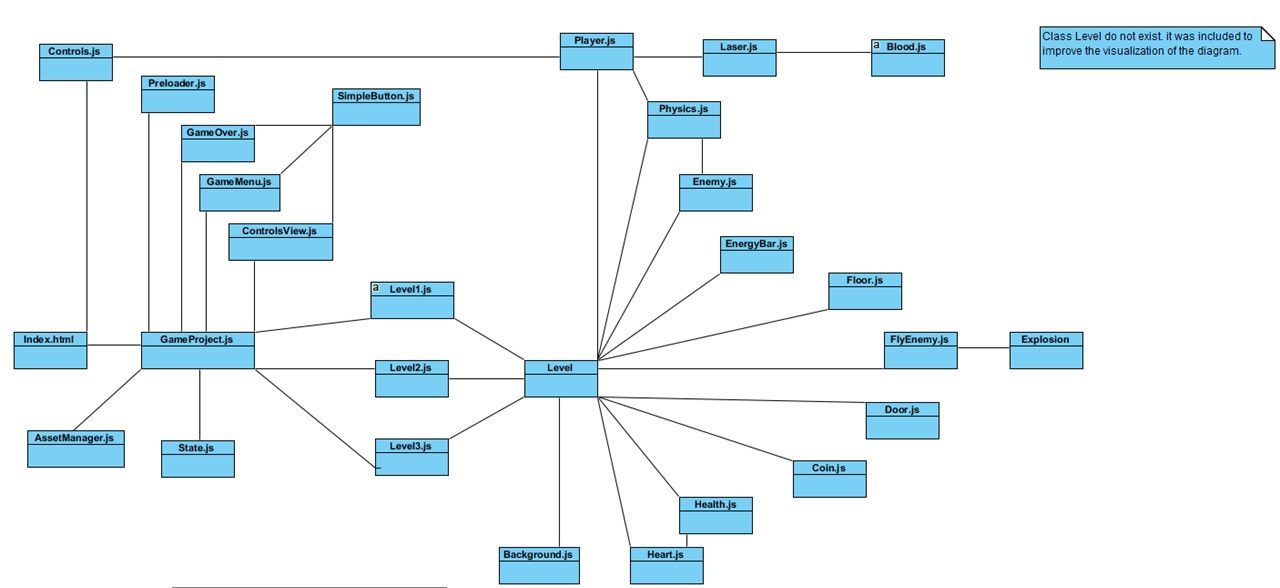 Player.js
Laser.js
a Blood.js
Class Level do not exist. it was included to
improve the visualization of the diagram.
Controls.js
Preloader.js
SimpleButton.js
Physics.js
GameOver.js
GameMenu.js
Enemy.js
ControlsView.js
EnergyBar.js
Floor.js
a Level1.js
Index.html
GameProject.js
FlyEnemy.js
Explosion
Level2.js
Level
Door.js
AssetManager.js
State.js
Level3.js
Coin.js
Health.js
Background.js
Heart.js